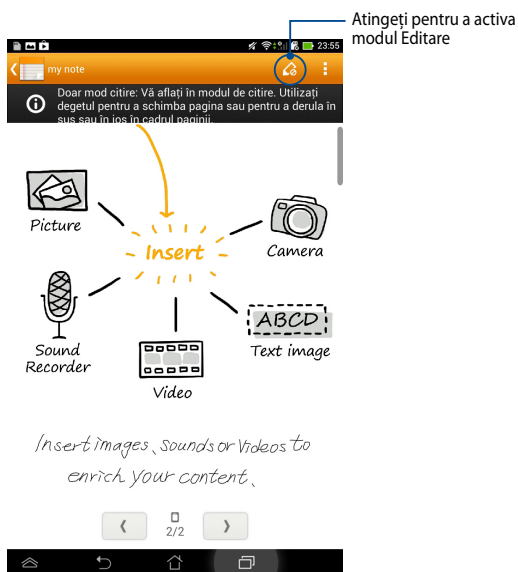 Atingeți pentru a activa
modul Editare
23:55
my note
Doar mod citire: Vă aflați în modul de citire. Utilizați
degetul pentru a schimba pagina sau pentru a derula în
sus sau în jos în cadrul paginii.
Picture
Insert
Camera
ABCD
Sound
Recorder
Text image
Video
Insert images, sounds or videos to
enrich your content.
2/2